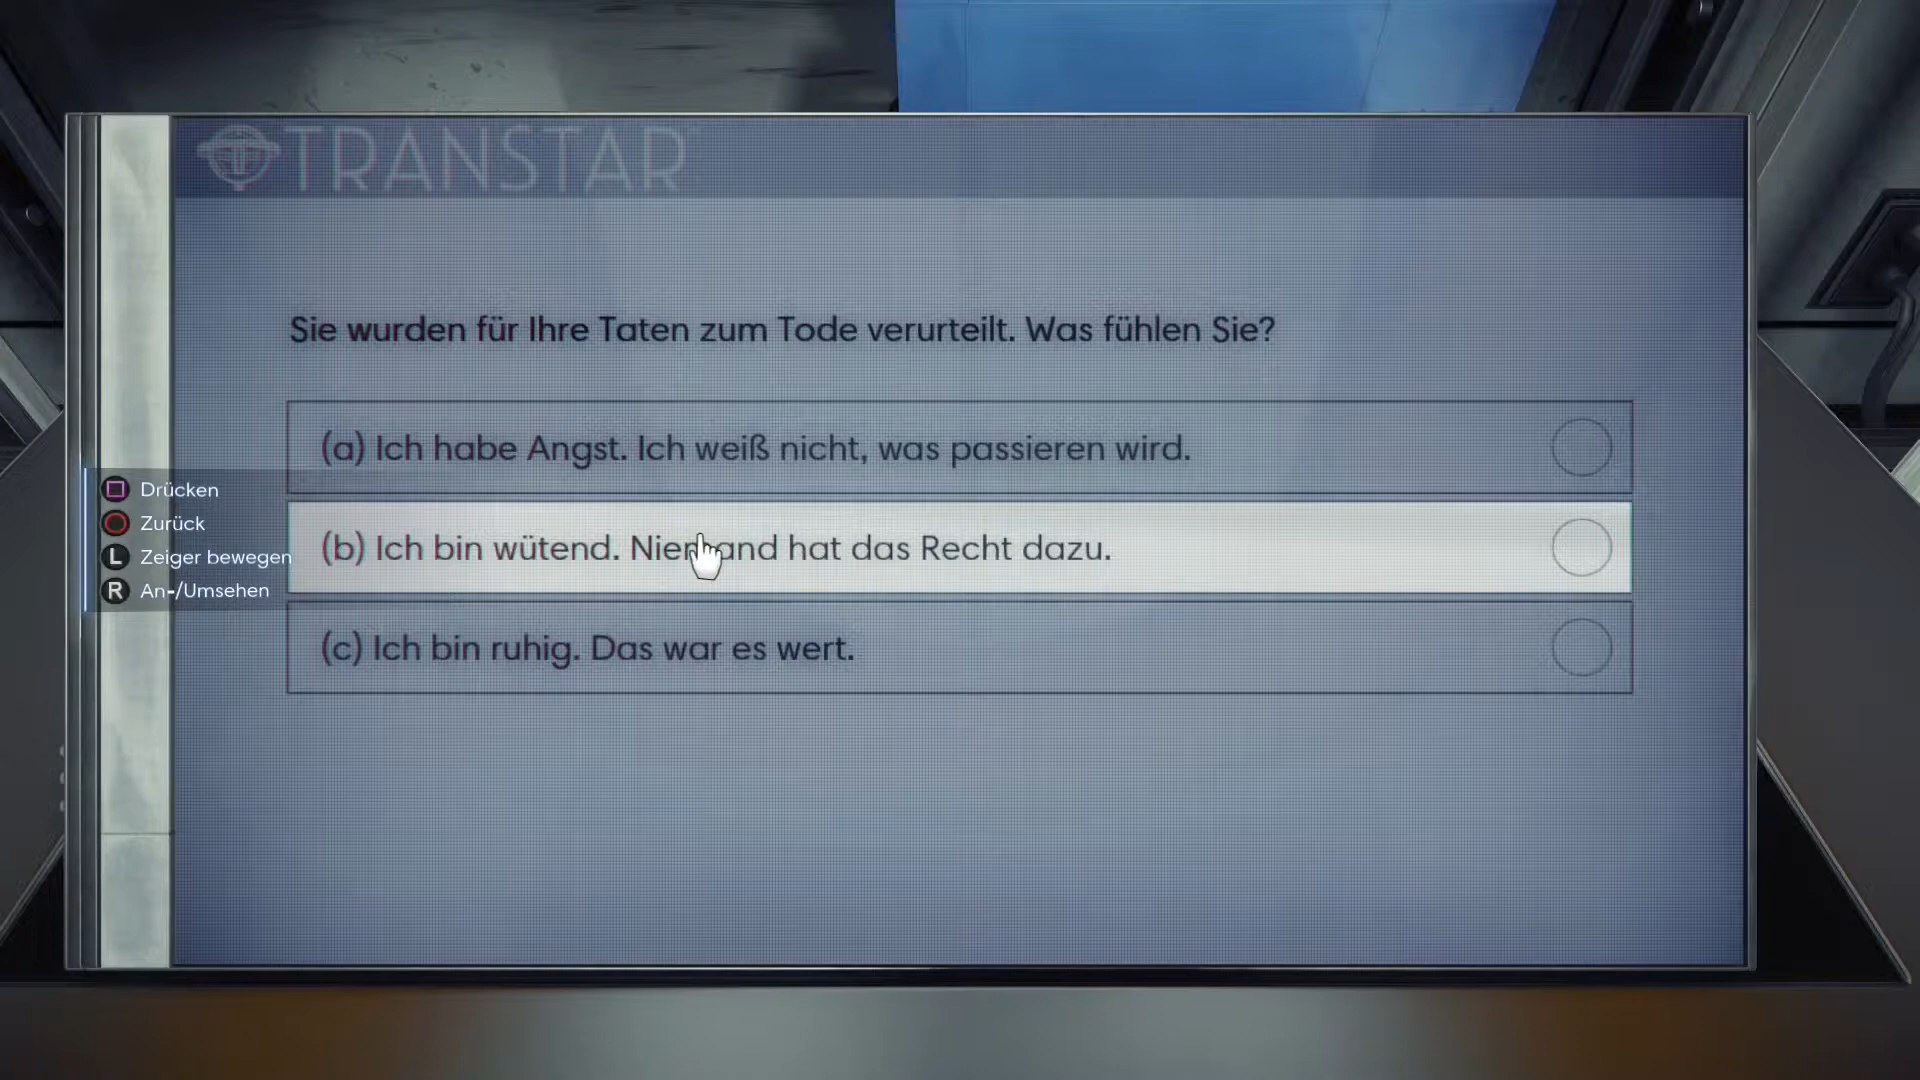 TRANSTAR
Sie wurden für Ihre Taten zum Tode verurteilt. Was fühlen Sie?
(a) Ich habe Angst. Ich weiß nicht, was passieren wird.
Drücken
Zurück
L Zeiger bewegen
R An-/Umsehen
(b) Ich bin wütend. Niemand hat das Recht dazu.
(c) Ich bin ruhig. Das war es wert.